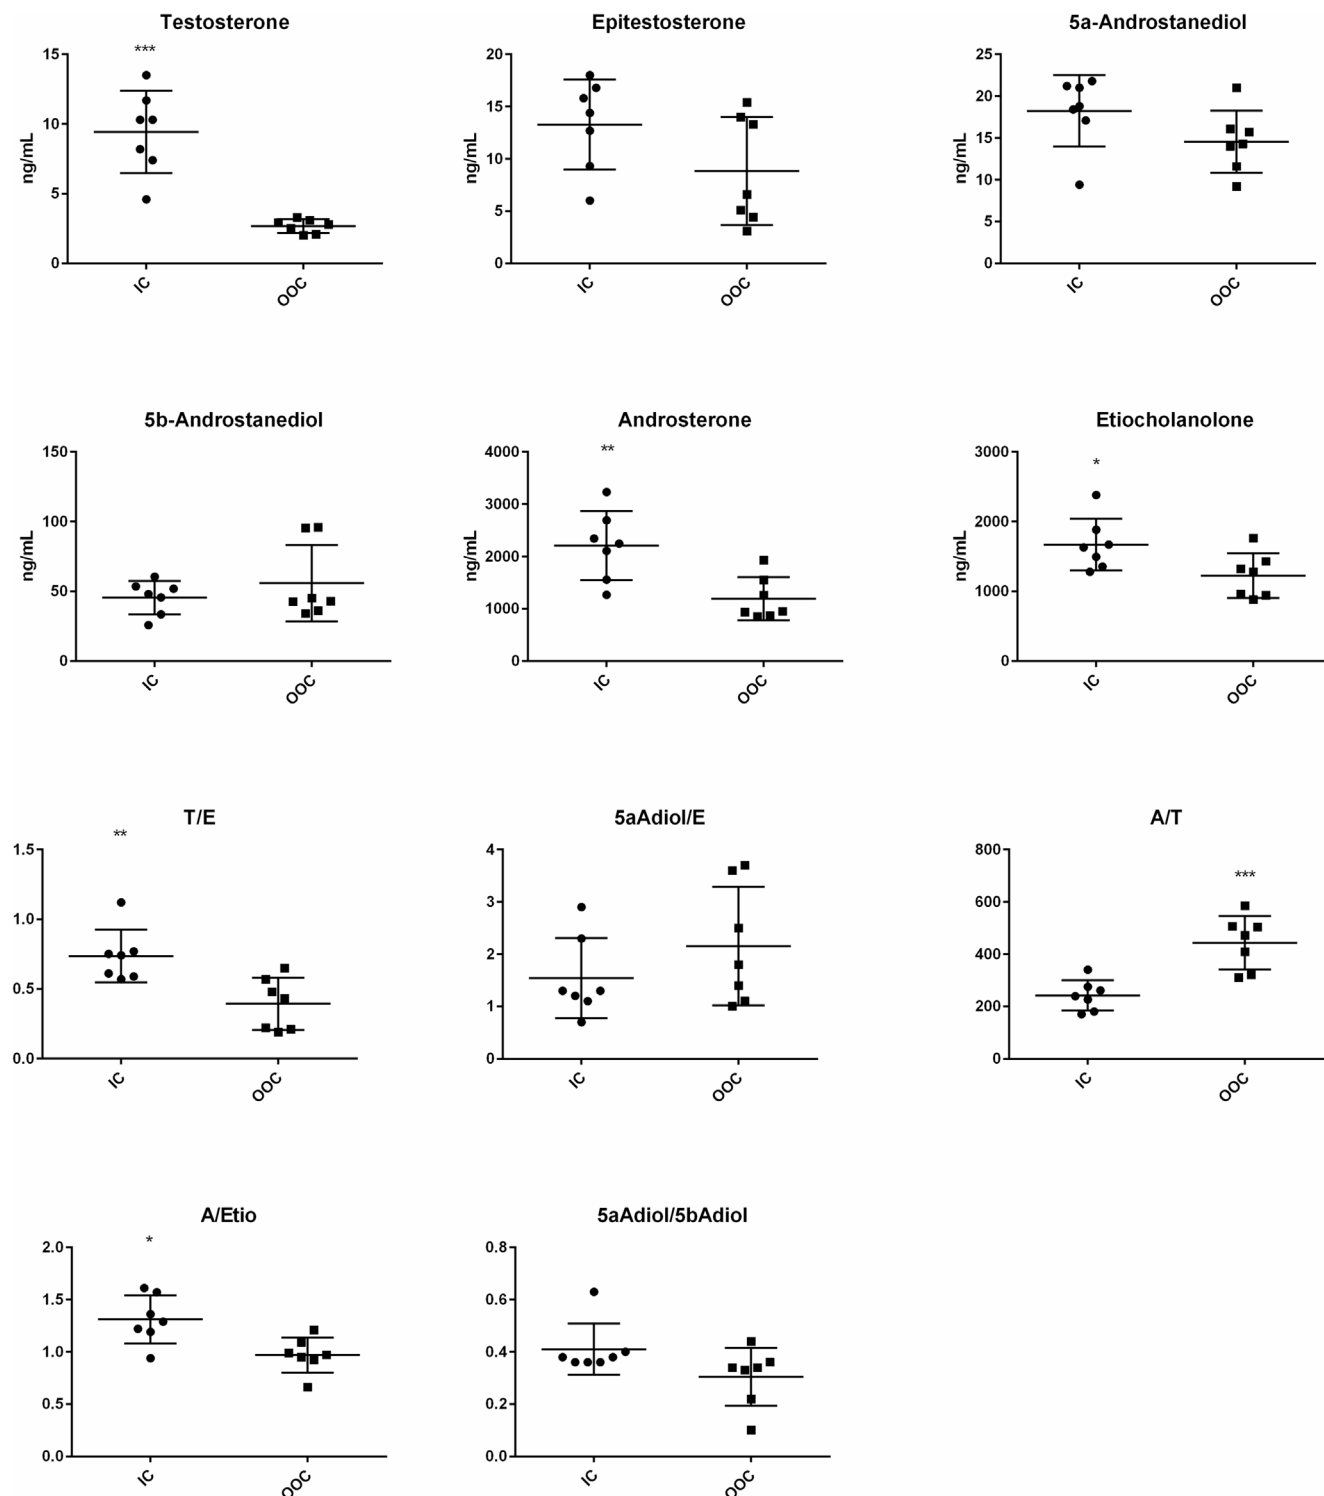 Testosterone
***
15
10
5
0
ng/mL
IC
OOC
Epitestosterone
20
15
10
5
0
ng/mL
IC
OOC
5a-Androstanediol
25
20
15
10
5
0
ng/mL
IC
OOC
5b-Androstanediol
150
100
50
0
ng/mL
IC
OOC
Androsterone
**
4000
3000
2000
1000
0
ng/mL
IC
OOC
Etiocholanolone
*
3000
2000
1000
0
ng/mL
IC
OOC
T/E
**
1.5
1.0
0.5
0.0
IC
OOC
5aAdiol/E
4
3
2
1
0
IC
OOC
A/T
***
800
600
400
200
0
IC
OOC
A/Etio
*
2.0
1.5
1.0
0.5
0.0
IC
OOC
5aAdiol/5bAdiol
0.8
0.6
0.4
0.2
0.0
IC
OOC